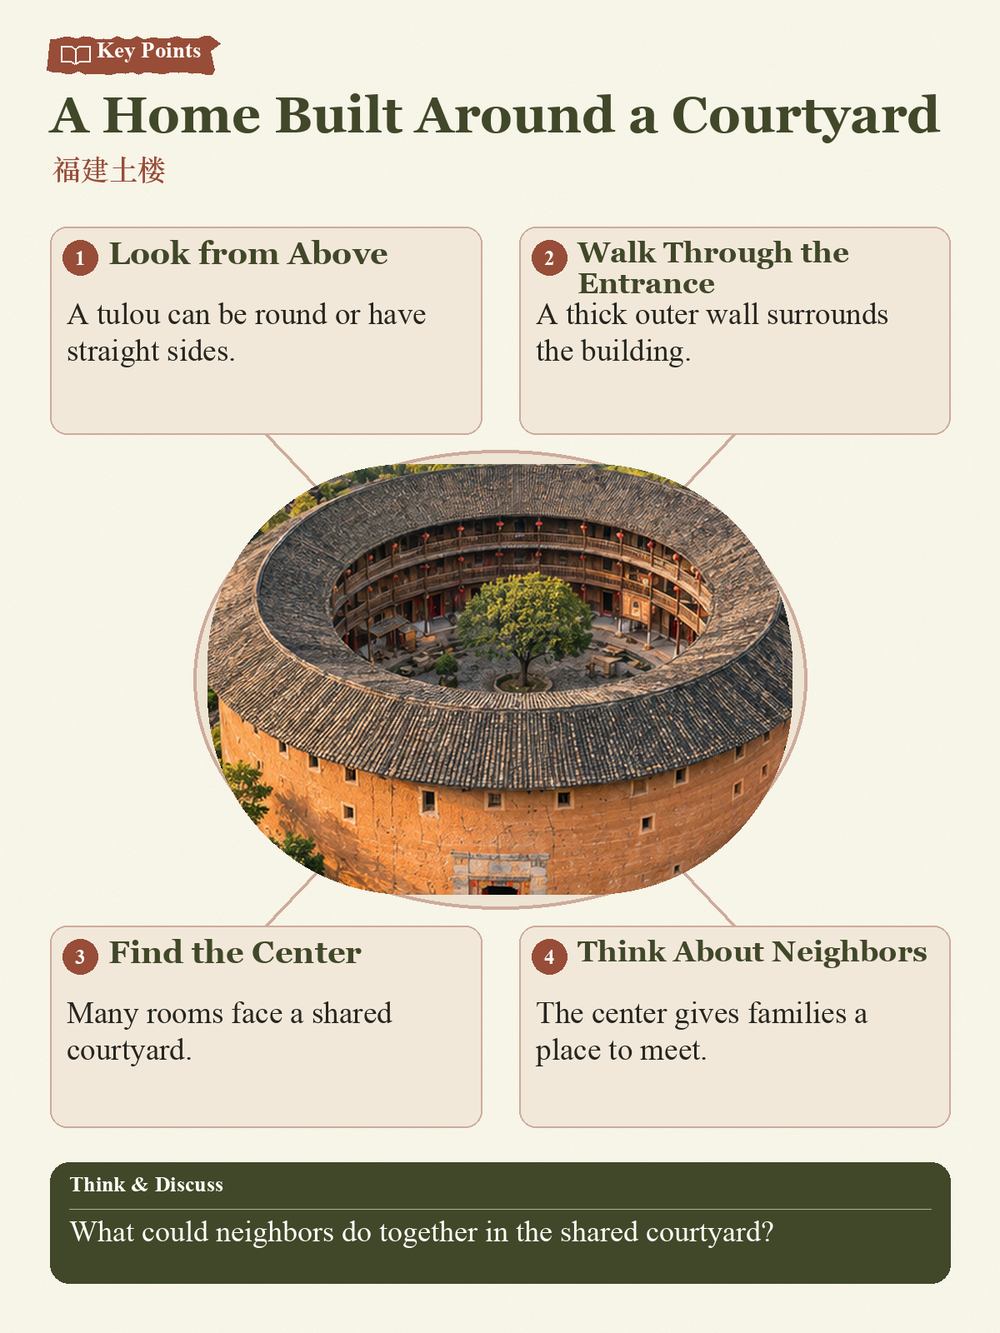 Key Points
A Home Built Around a Courtyard
福建土楼
1 Look from Above
A tulou can be round or have
straight sides.
2 Walk Through the
Entrance
A thick outer wall surrounds
the building.
3 Find the Center
Many rooms face a shared
courtyard.
4 Think About Neighbors
The center gives families a
place to meet.
Think & Discuss
What could neighbors do together in the shared courtyard?